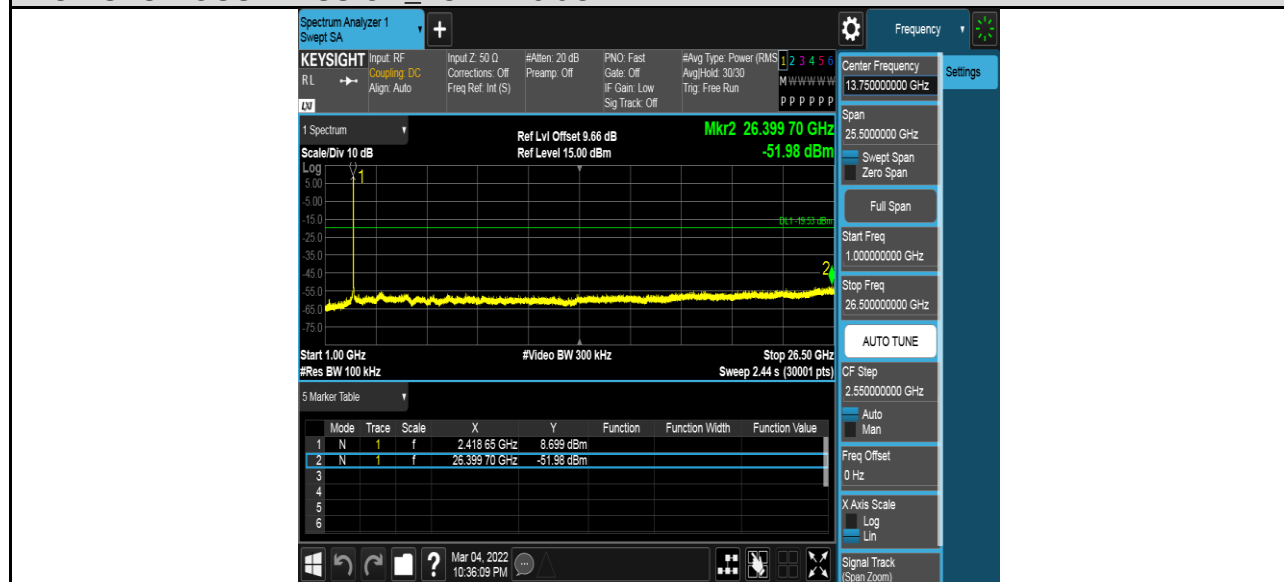 Spectrum Analyzer 1
Swept SA
Frequency
Settings
KEYSIGHT
RL
LXI
Input: RF
Coupling: DC
Align: Auto
Input Z: 50 Ω
Corrections: Off
Freq Ref: Int (S)
#Atten: 20 dB
Preamp: Off
PNO: Fast
Gate: Off
IF Gain: Low
Sig Track: Off
#Avg Type: Power (RMS
Avg|Hold: 30/30
Trig: Free Run
1 2 3 4 5 6
M W W W W W
P P P P P P
1 Spectrum
Ref Lvl Offset 9.66 dB
Mkr2 26.399 70 GHz
Scale/Div 10 dB
Ref Level 15.00 dBm
-51.98 dBm
Log
1
5.00
-5.00
-15.0
DL1 -19.53 dBm
-25.0
-35.0
-45.0
2
-55.0
-65.0
-75.0
Start 1.00 GHz
#Video BW 300 kHz
Stop 26.50 GHz
#Res BW 100 kHz
Sweep 2.44 s (30001 pts)
5 Marker Table
Mode Trace Scale X Y Function Function Width Function Value
1 N 1 f 2.418 65 GHz 8.699 dBm
2 N 1 f 26.399 70 GHz -51.98 dBm
3
4
5
6
Mar 04, 2022
10:36:09 PM
Center Frequency
13.750000000 GHz
Span
25.5000000 GHz
Swept Span
Zero Span
Full Span
Start Freq
1.000000000 GHz
Stop Freq
26.500000000 GHz
AUTO TUNE
CF Step
2.550000000 GHz
Auto
Man
Freq Offset
0 Hz
X Axis Scale
Log
Lin
Signal Track
(Span Zoom)